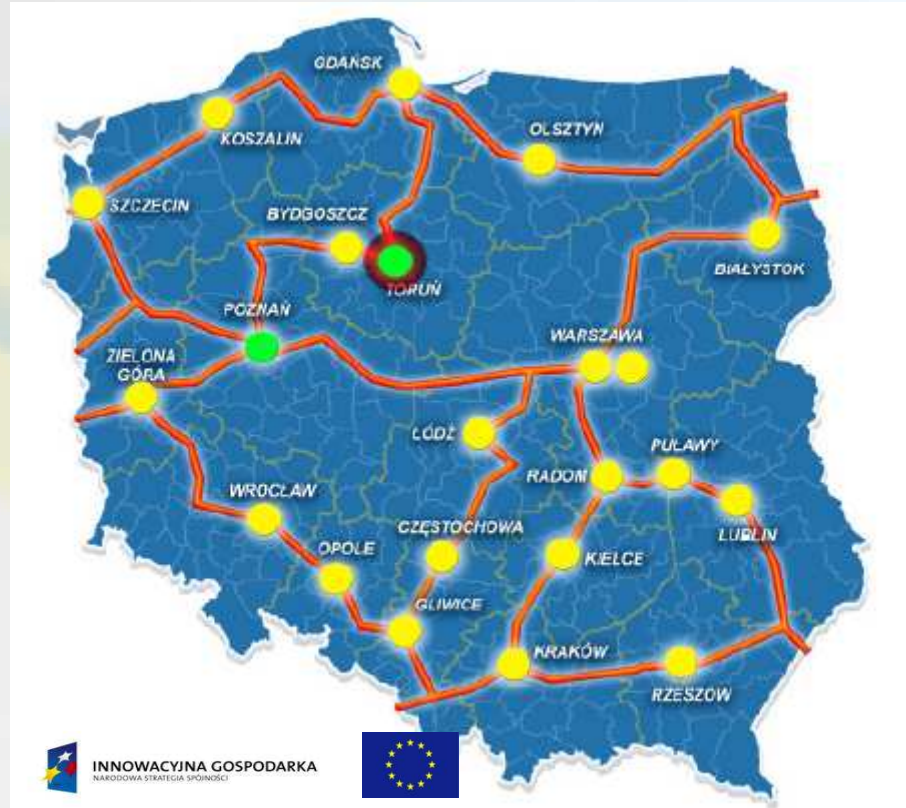 GDAŃSK
KOSZALIN
OLSZTYN
SZCZECIN
BYDGOSZCZ
TORUŃ
BIAŁYSTOK
POZNAŃ
WARSZAWA
ZIELONA
GÓRA
ŁÓDŹ
RADOM
PUŁAWY
WROCŁAW
LUBLIN
CZĘSTOCHOWA
OPOLE
KIELCE
GLIWICE
KRAKÓW
RZESZÓW
INNOWACYJNA GOSPODARKA
NARODOWA STRATEGIA SPÓJNOŚCI